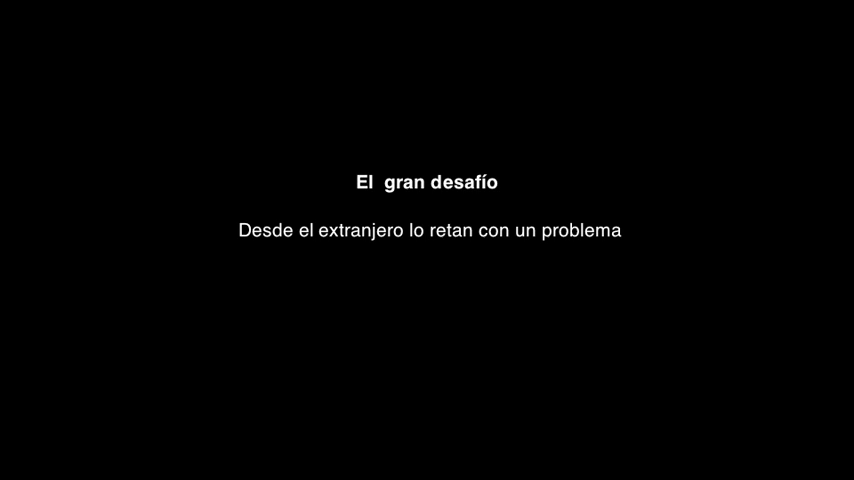 El  gran desafío
Desde el extranjero lo retan con un problema